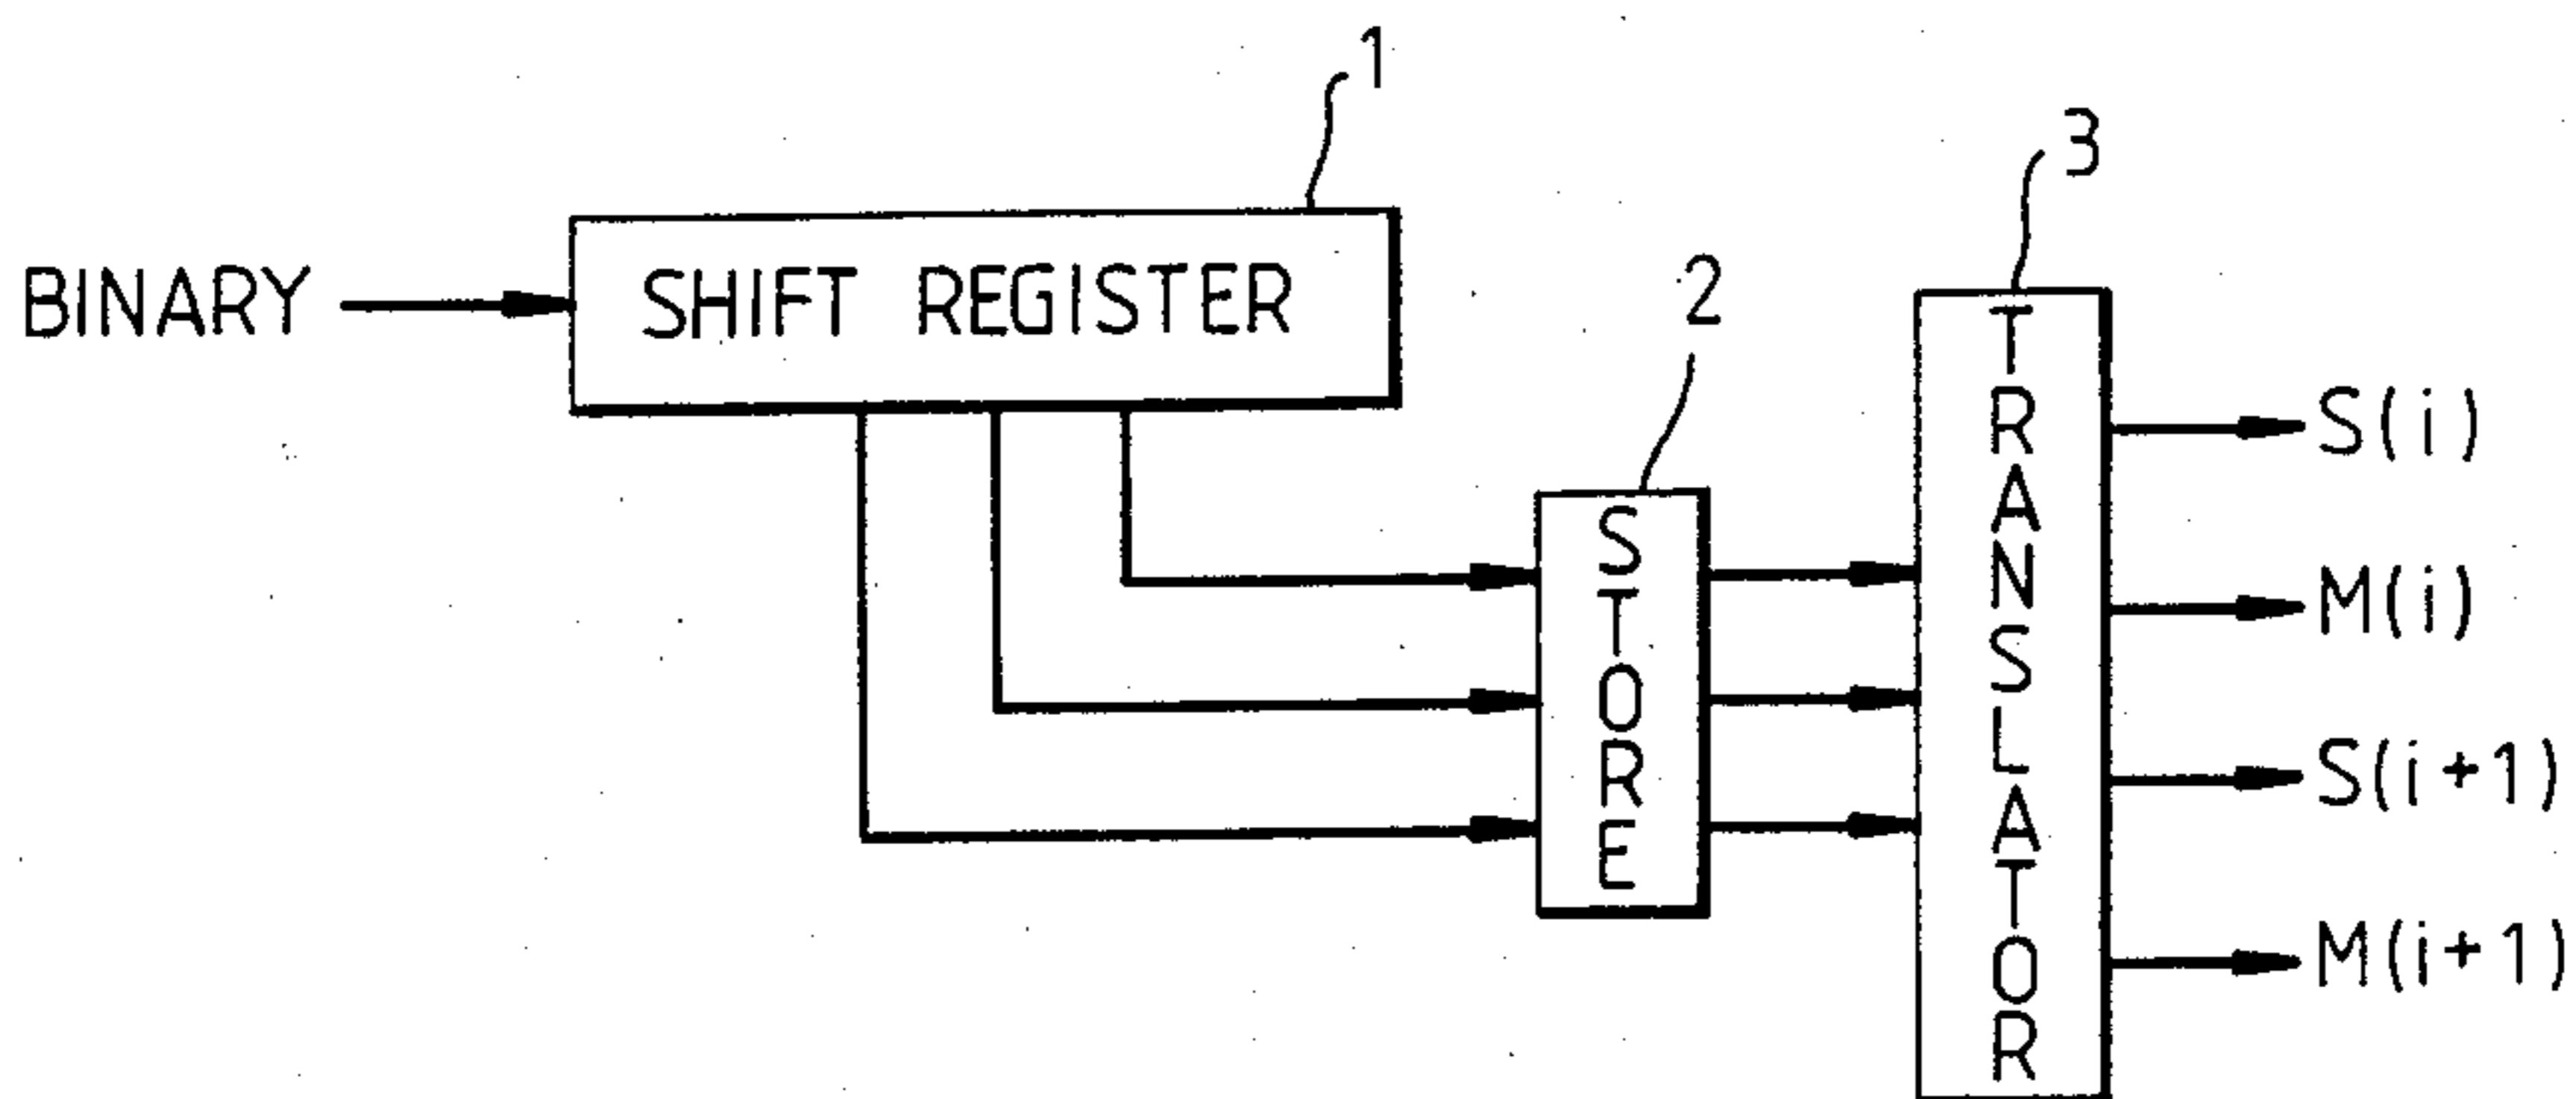 1
3
BINARY
SHIFT REGISTER
2
STORE
TRANSLATOR
S(i)
M(i)
S(i+1)
M(i+1)